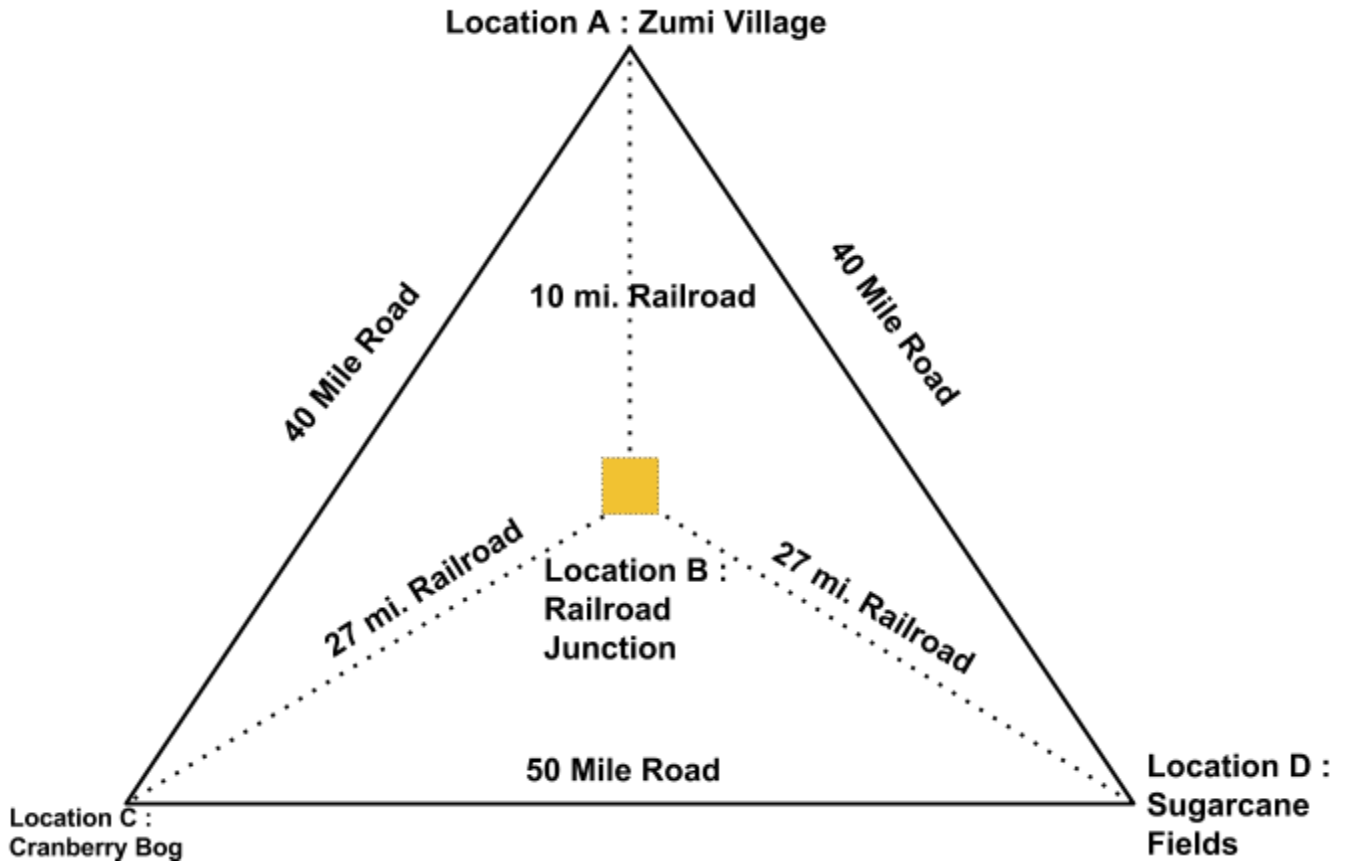 Location A : Zumi Village
40 Mile Road
10 mi. Railroad
40 Mile Road
27 mi. Railroad
Location B :
Railroad
Junction
27 mi. Railroad
50 Mile Road
Location C :
Cranberry Bog
Location D :
Sugarcane
Fields